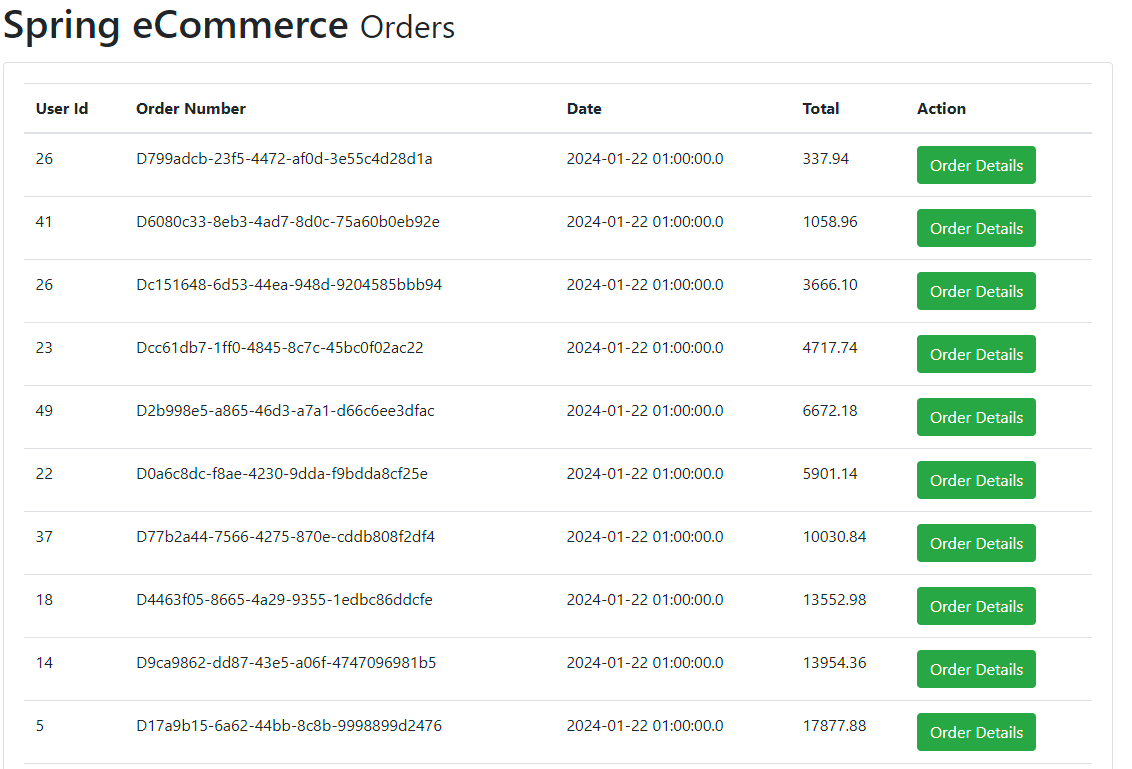 Spring eCommerce Orders
User Id Order Number Date Total Action
26 D799adcb-23f5-4472-af0d-3e55c4d28d1a 2024-01-22 01:00:00.0 337.94 Order Details
41 D6080c33-8eb3-4ad7-8d0c-75a60b0eb92e 2024-01-22 01:00:00.0 1058.96 Order Details
26 Dc151648-6d53-44ea-948d-9204585bbb94 2024-01-22 01:00:00.0 3666.10 Order Details
23 Dcc61db7-1ff0-4845-8c7c-45bc0f02ac22 2024-01-22 01:00:00.0 4717.74 Order Details
49 D2b998e5-a865-46d3-a7a1-d66c6ee3dfac 2024-01-22 01:00:00.0 6672.18 Order Details
22 D0a6c8dc-f8ae-4230-9dda-f9bdda8cf25e 2024-01-22 01:00:00.0 5901.14 Order Details
37 D77b2a44-7566-4275-870e-cddb808f2df4 2024-01-22 01:00:00.0 10030.84 Order Details
18 D4463f05-8665-4a29-9355-1edbc86ddcfe 2024-01-22 01:00:00.0 13552.98 Order Details
14 D9ca9862-dd87-43e5-a06f-4747096981b5 2024-01-22 01:00:00.0 13954.36 Order Details
5 D17a9b15-6a62-44bb-8c8b-9998899d2476 2024-01-22 01:00:00.0 17877.88 Order Details